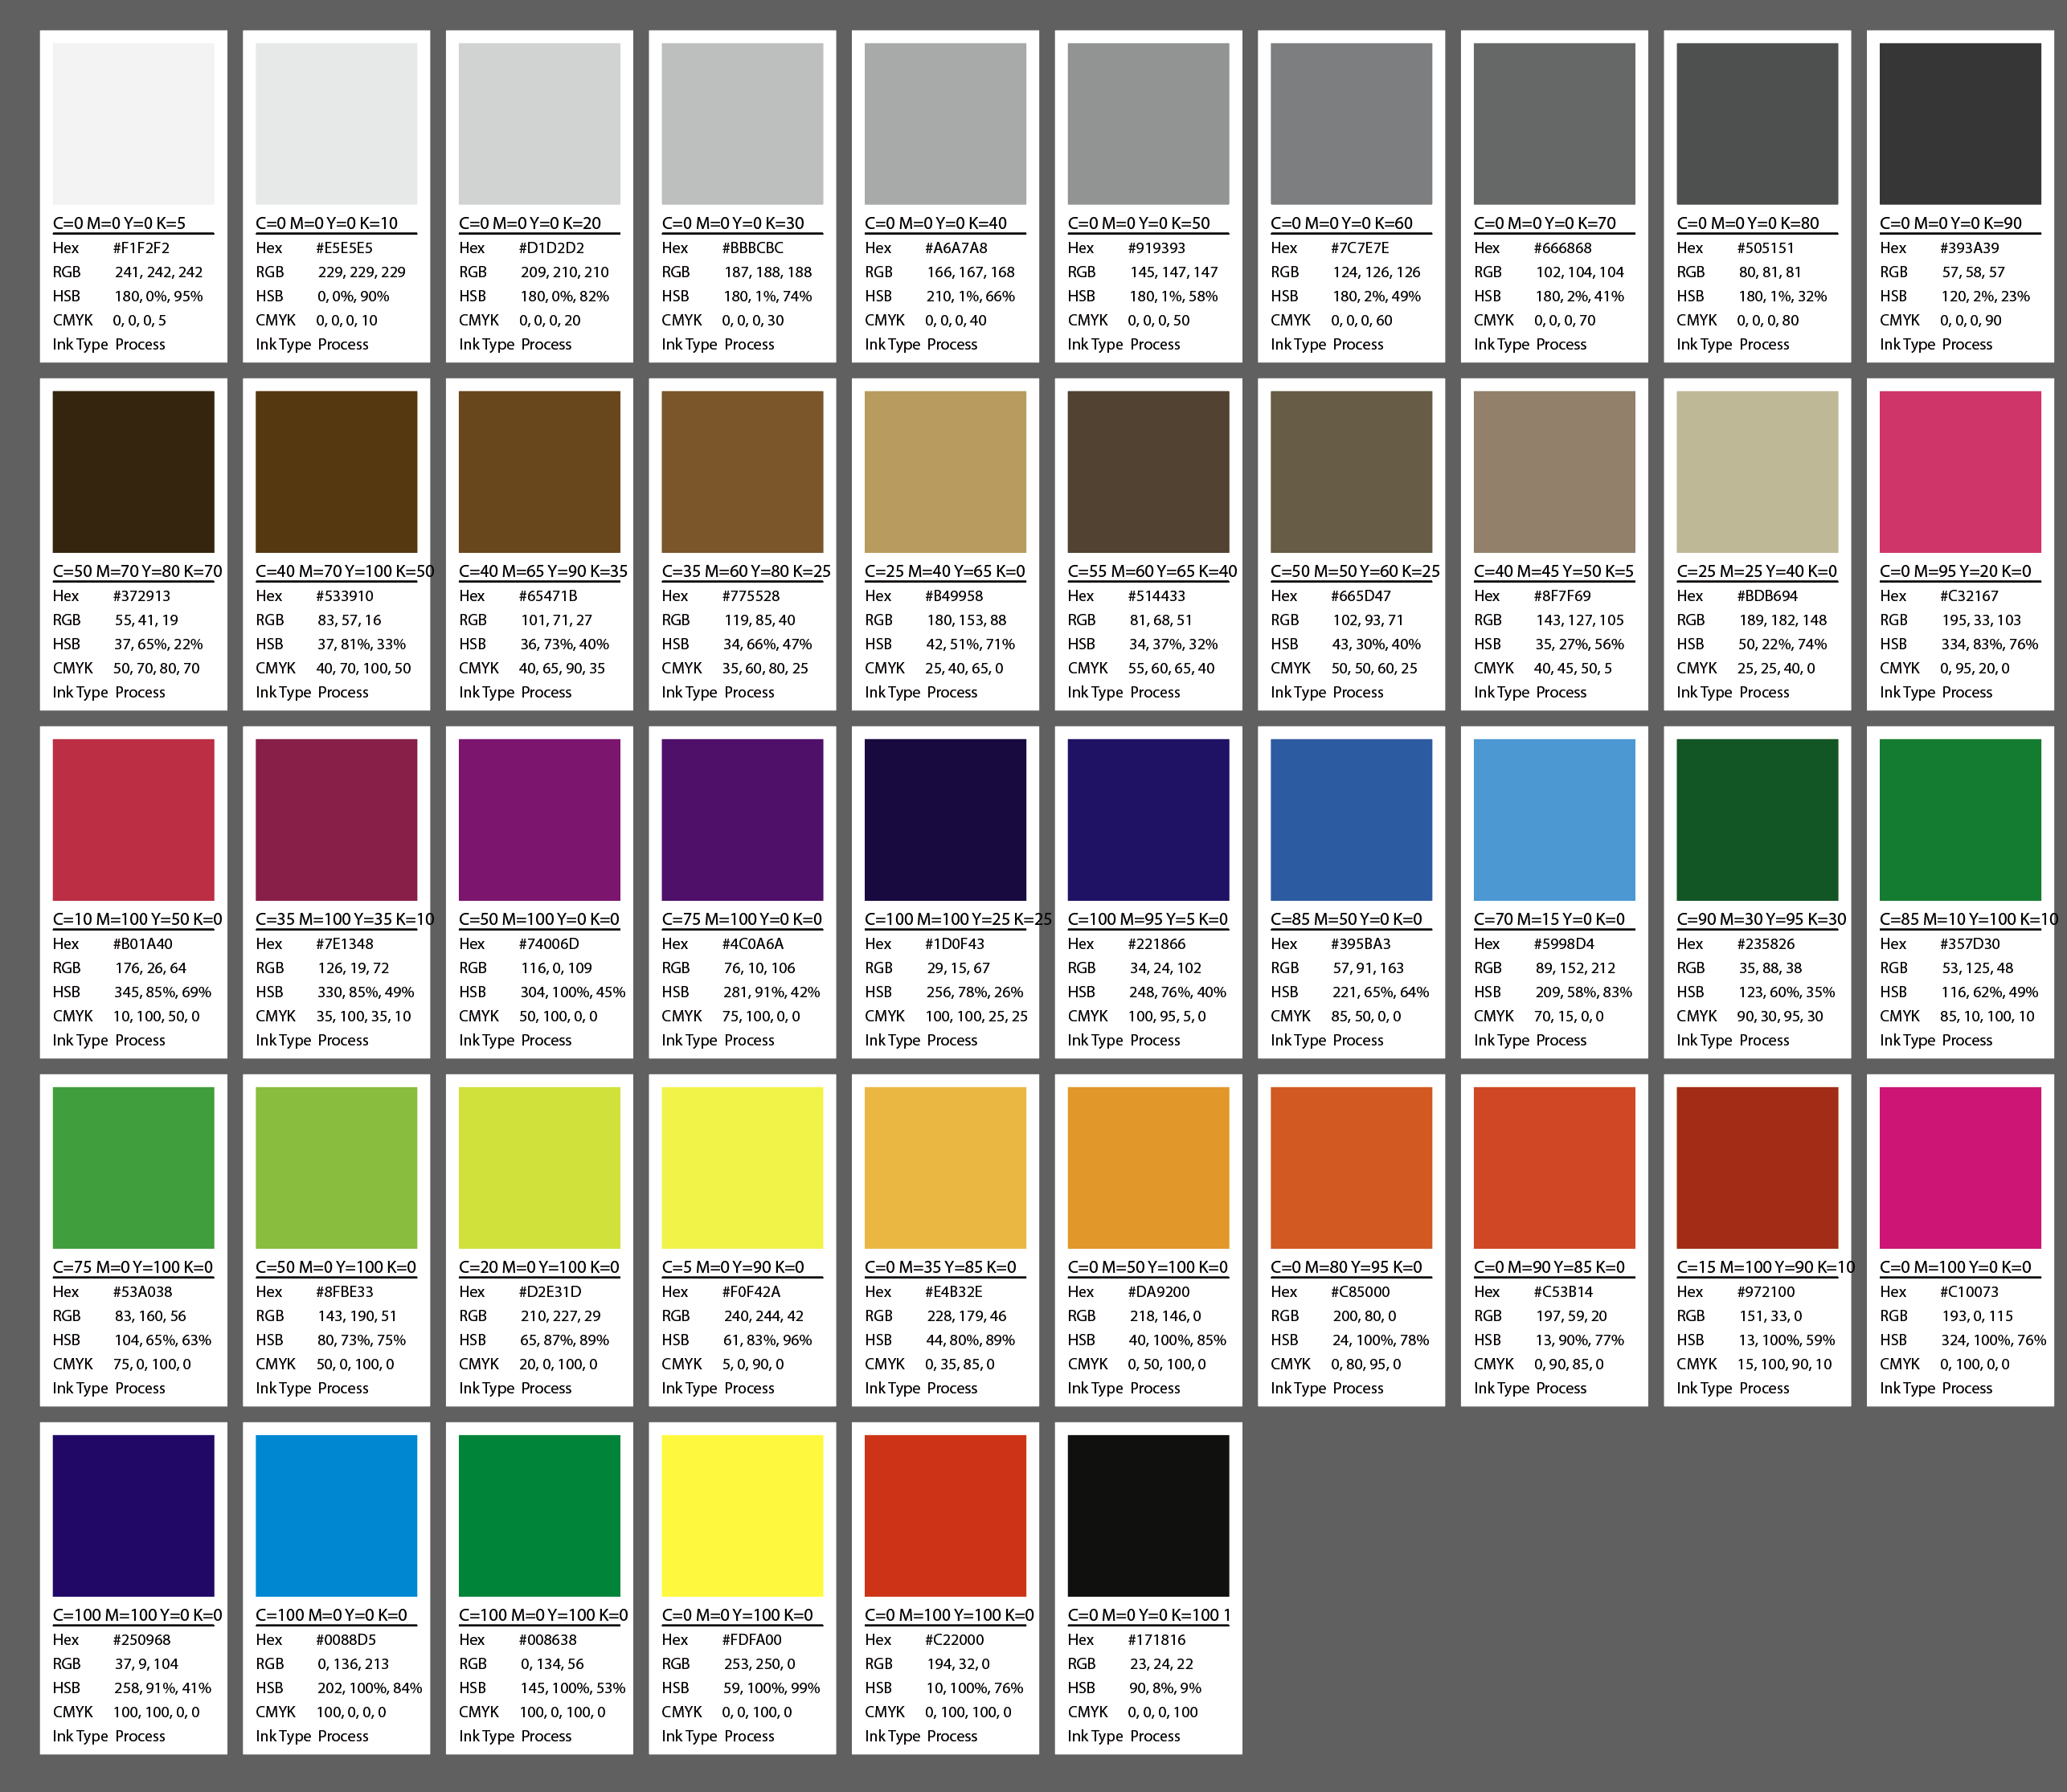 C=0 M=0 Y=0 K=5
Hex #F1F2F2
RGB 241, 242, 242
HSB 180, 0%, 95%
CMYK 0, 0, 0, 5
Ink Type Process
C=0 M=0 Y=0 K=10
Hex #E5E5E5
RGB 229, 229, 229
HSB 0, 0%, 90%
CMYK 0, 0, 0, 10
Ink Type Process
C=0 M=0 Y=0 K=20
Hex #D1D2D2
RGB 209, 210, 210
HSB 180, 0%, 82%
CMYK 0, 0, 0, 20
Ink Type Process
C=0 M=0 Y=0 K=30
Hex #BBBCBC
RGB 187, 188, 188
HSB 180, 1%, 74%
CMYK 0, 0, 0, 30
Ink Type Process
C=0 M=0 Y=0 K=40
Hex #A6A7A8
RGB 166, 167, 168
HSB 210, 1%, 66%
CMYK 0, 0, 0, 40
Ink Type Process
C=0 M=0 Y=0 K=50
Hex #919393
RGB 145, 147, 147
HSB 180, 1%, 58%
CMYK 0, 0, 0, 50
Ink Type Process
C=0 M=0 Y=0 K=60
Hex #7C7E7E
RGB 124, 126, 126
HSB 180, 2%, 49%
CMYK 0, 0, 0, 60
Ink Type Process
C=0 M=0 Y=0 K=70
Hex #666868
RGB 102, 104, 104
HSB 180, 2%, 41%
CMYK 0, 0, 0, 70
Ink Type Process
C=0 M=0 Y=0 K=80
Hex #505151
RGB 80, 81, 81
HSB 180, 1%, 32%
CMYK 0, 0, 0, 80
Ink Type Process
C=0 M=0 Y=0 K=90
Hex #393A39
RGB 57, 58, 57
HSB 120, 2%, 23%
CMYK 0, 0, 0, 90
Ink Type Process
C=50 M=70 Y=80 K=70
Hex #372913
RGB 55, 41, 19
HSB 37, 65%, 22%
CMYK 50, 70, 80, 70
Ink Type Process
C=40 M=70 Y=100 K=50
Hex #533910
RGB 83, 57, 16
HSB 37, 81%, 33%
CMYK 40, 70, 100, 50
Ink Type Process
C=40 M=65 Y=90 K=35
Hex #65471B
RGB 101, 71, 27
HSB 36, 73%, 40%
CMYK 40, 65, 90, 35
Ink Type Process
C=35 M=60 Y=80 K=25
Hex #775528
RGB 119, 85, 40
HSB 34, 66%, 47%
CMYK 35, 60, 80, 25
Ink Type Process
C=25 M=40 Y=65 K=0
Hex #B49958
RGB 180, 153, 88
HSB 42, 51%, 71%
CMYK 25, 40, 65, 0
Ink Type Process
C=55 M=60 Y=65 K=40
Hex #514433
RGB 81, 68, 51
HSB 34, 37%, 32%
CMYK 55, 60, 65, 40
Ink Type Process
C=50 M=50 Y=60 K=25
Hex #665D47
RGB 102, 93, 71
HSB 43, 30%, 40%
CMYK 50, 50, 60, 25
Ink Type Process
C=40 M=45 Y=50 K=5
Hex #8F7F69
RGB 143, 127, 105
HSB 35, 27%, 56%
CMYK 40, 45, 50, 5
Ink Type Process
C=25 M=25 Y=40 K=0
Hex #BDB694
RGB 189, 182, 148
HSB 50, 22%, 74%
CMYK 25, 25, 40, 0
Ink Type Process
C=0 M=95 Y=20 K=0
Hex #C32167
RGB 195, 33, 103
HSB 334, 83%, 76%
CMYK 0, 95, 20, 0
Ink Type Process
C=10 M=100 Y=50 K=0
Hex #B01A40
RGB 176, 26, 64
HSB 345, 85%, 69%
CMYK 10, 100, 50, 0
Ink Type Process
C=35 M=100 Y=35 K=10
Hex #7E1348
RGB 126, 19, 72
HSB 330, 85%, 49%
CMYK 35, 100, 35, 10
Ink Type Process
C=50 M=100 Y=0 K=0
Hex #74006D
RGB 116, 0, 109
HSB 304, 100%, 45%
CMYK 50, 100, 0, 0
Ink Type Process
C=75 M=100 Y=0 K=0
Hex #4C0A6A
RGB 76, 10, 106
HSB 281, 91%, 42%
CMYK 75, 100, 0, 0
Ink Type Process
C=100 M=100 Y=25 K=25
Hex #1D0F43
RGB 29, 15, 67
HSB 256, 78%, 26%
CMYK 100, 100, 25, 25
Ink Type Process
C=100 M=95 Y=5 K=0
Hex #221866
RGB 34, 24, 102
HSB 248, 76%, 40%
CMYK 100, 95, 5, 0
Ink Type Process
C=85 M=50 Y=0 K=0
Hex #395BA3
RGB 57, 91, 163
HSB 221, 65%, 64%
CMYK 85, 50, 0, 0
Ink Type Process
C=70 M=15 Y=0 K=0
Hex #5998D4
RGB 89, 152, 212
HSB 209, 58%, 83%
CMYK 70, 15, 0, 0
Ink Type Process
C=90 M=30 Y=95 K=30
Hex #235826
RGB 35, 88, 38
HSB 123, 60%, 35%
CMYK 90, 30, 95, 30
Ink Type Process
C=85 M=10 Y=100 K=10
Hex #357D30
RGB 53, 125, 48
HSB 116, 62%, 49%
CMYK 85, 10, 100, 10
Ink Type Process
C=75 M=0 Y=100 K=0
Hex #53A038
RGB 83, 160, 56
HSB 104, 65%, 63%
CMYK 75, 0, 100, 0
Ink Type Process
C=50 M=0 Y=100 K=0
Hex #8FBE33
RGB 143, 190, 51
HSB 80, 73%, 75%
CMYK 50, 0, 100, 0
Ink Type Process
C=20 M=0 Y=100 K=0
Hex #D2E31D
RGB 210, 227, 29
HSB 65, 87%, 89%
CMYK 20, 0, 100, 0
Ink Type Process
C=5 M=0 Y=90 K=0
Hex #F0F42A
RGB 240, 244, 42
HSB 61, 83%, 96%
CMYK 5, 0, 90, 0
Ink Type Process
C=0 M=35 Y=85 K=0
Hex #E4B32E
RGB 228, 179, 46
HSB 44, 80%, 89%
CMYK 0, 35, 85, 0
Ink Type Process
C=0 M=50 Y=100 K=0
Hex #DA9200
RGB 218, 146, 0
HSB 40, 100%, 85%
CMYK 0, 50, 100, 0
Ink Type Process
C=0 M=80 Y=95 K=0
Hex #C85000
RGB 200, 80, 0
HSB 24, 100%, 78%
CMYK 0, 80, 95, 0
Ink Type Process
C=0 M=90 Y=85 K=0
Hex #C53B14
RGB 197, 59, 20
HSB 13, 90%, 77%
CMYK 0, 90, 85, 0
Ink Type Process
C=15 M=100 Y=90 K=10
Hex #972100
RGB 151, 33, 0
HSB 13, 100%, 59%
CMYK 15, 100, 90, 10
Ink Type Process
C=0 M=100 Y=0 K=0
Hex #C10073
RGB 193, 0, 115
HSB 324, 100%, 76%
CMYK 0, 100, 0, 0
Ink Type Process
C=100 M=100 Y=0 K=0
Hex #250968
RGB 37, 9, 104
HSB 258, 91%, 41%
CMYK 100, 100, 0, 0
Ink Type Process
C=100 M=0 Y=0 K=0
Hex #0088D5
RGB 0, 136, 213
HSB 202, 100%, 84%
CMYK 100, 0, 0, 0
Ink Type Process
C=100 M=0 Y=100 K=0
Hex #008638
RGB 0, 134, 56
HSB 145, 100%, 53%
CMYK 100, 0, 100, 0
Ink Type Process
C=0 M=0 Y=100 K=0
Hex #FDFA00
RGB 253, 250, 0
HSB 59, 100%, 99%
CMYK 0, 0, 100, 0
Ink Type Process
C=0 M=100 Y=100 K=0
Hex #C22000
RGB 194, 32, 0
HSB 10, 100%, 76%
CMYK 0, 100, 100, 0
Ink Type Process
C=0 M=0 Y=0 K=100 1
Hex #171816
RGB 23, 24, 22
HSB 90, 8%, 9%
CMYK 0, 0, 0, 100
Ink Type Process